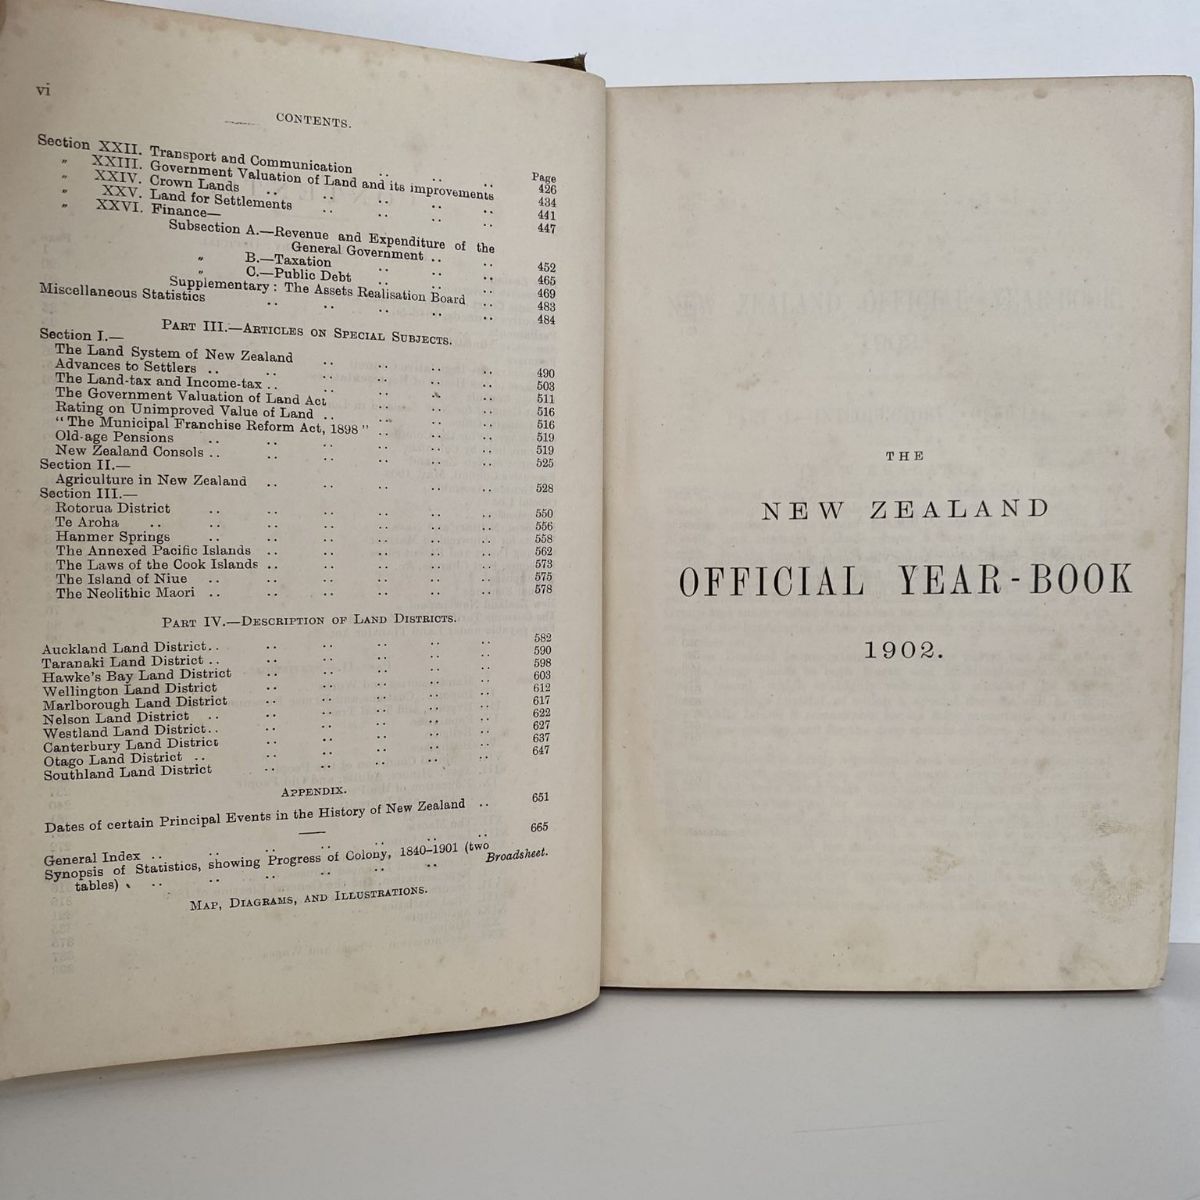 vi
CONTENTS.
Page
Section XXII. Transport and Communication .. .. .. 426
„ XXIII. Government Valuation of Land and its improvements 434
„ XXIV. Crown Lands .. .. .. .. .. 441
„ XXV. Land for Settlements .. .. .. .. 447
„ XXVI. Finance—
Subsection A.—Revenue and Expenditure of the
General Government .. .. 452
„ B.—Taxation .. .. .. 465
„ C.—Public Debt .. .. .. 469
Supplementary: The Assets Realisation Board .. 483
Miscellaneous Statistics .. .. .. .. .. 484
PART III.—ARTICLES ON SPECIAL SUBJECTS.
Section I.—
The Land System of New Zealand .. .. .. .. 490
Advances to Settlers .. .. .. .. .. .. 503
The Land-tax and Income-tax .. .. .. .. .. 511
The Government Valuation of Land Act .. .. .. 516
Rating on Unimproved Value of Land .. .. .. .. 516
"The Municipal Franchise Reform Act, 1898" .. .. .. 519
Old-age Pensions .. .. .. .. .. .. 519
New Zealand Consols .. .. .. .. .. .. 525
Section II.—
Agriculture in New Zealand .. .. .. .. .. 528
Section III.—
Rotorua District .. .. .. .. .. .. 550
Te Aroha .. .. .. .. .. .. .. 556
Hanmer Springs .. .. .. .. .. .. 558
The Annexed Pacific Islands .. .. .. .. .. 562
The Laws of the Cook Islands .. .. .. .. .. 573
The Island of Niue .. .. .. .. .. .. 575
The Neolithic Maori .. .. .. .. .. .. 578
PART IV.—DESCRIPTION OF LAND DISTRICTS.
Auckland Land District .. .. .. .. .. .. 582
Taranaki Land District .. .. .. .. .. .. 590
Hawke's Bay Land District .. .. .. .. .. 598
Wellington Land District .. .. .. .. .. 603
Marlborough Land District .. .. .. .. .. 612
Nelson Land District .. .. .. .. .. .. 617
Westland Land District .. .. .. .. .. .. 622
Canterbury Land District .. .. .. .. .. 627
Otago Land District .. .. .. .. .. .. 637
Southland Land District .. .. .. .. .. 647
APPENDIX.
Dates of certain Principal Events in the History of New Zealand .. 651
General Index .. .. .. .. .. .. .. 665
Synopsis of Statistics, showing Progress of Colony, 1840-1901 (two
tables) .. .. .. .. .. .. .. Broadsheet.
MAP, DIAGRAMS, AND ILLUSTRATIONS.
THE
NEW ZEALAND
OFFICIAL YEAR-BOOK
1902.